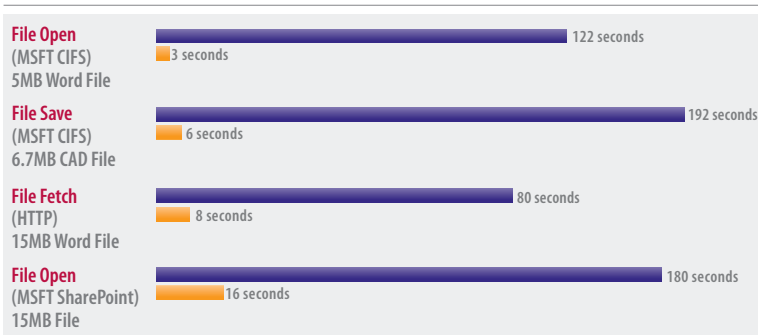 File Open
(MSFT CIFS)
5MB Word File
122 seconds
3 seconds
File Save
(MSFT CIFS)
6.7MB CAD File
192 seconds
6 seconds
File Fetch
(HTTP)
15MB Word File
80 seconds
8 seconds
File Open
(MSFT SharePoint)
15MB File
180 seconds
16 seconds